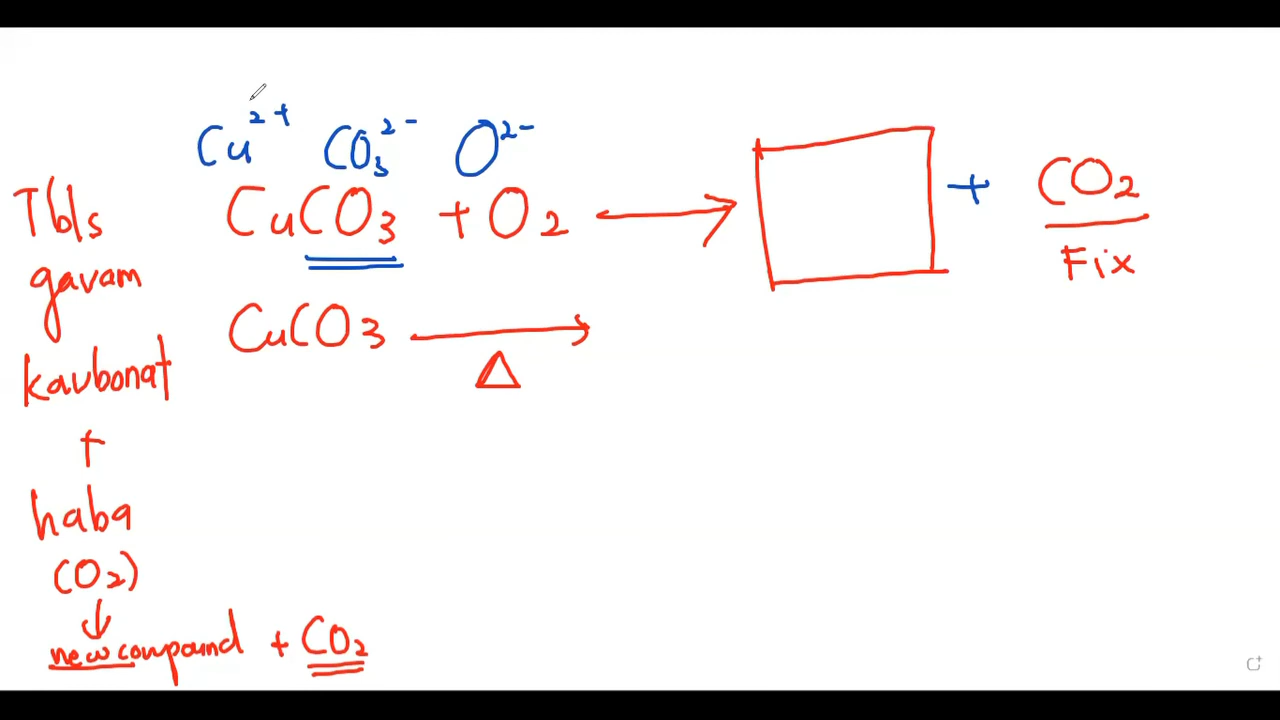 Cu²⁺ CO₃²⁻ O²⁻
CuCO₃ + O₂ → + CO₂
Fix
CuCO₃ →
Δ
Tbls
gavam
kavbonat
+
haba
(O₂)
↓
new compound + CO₂